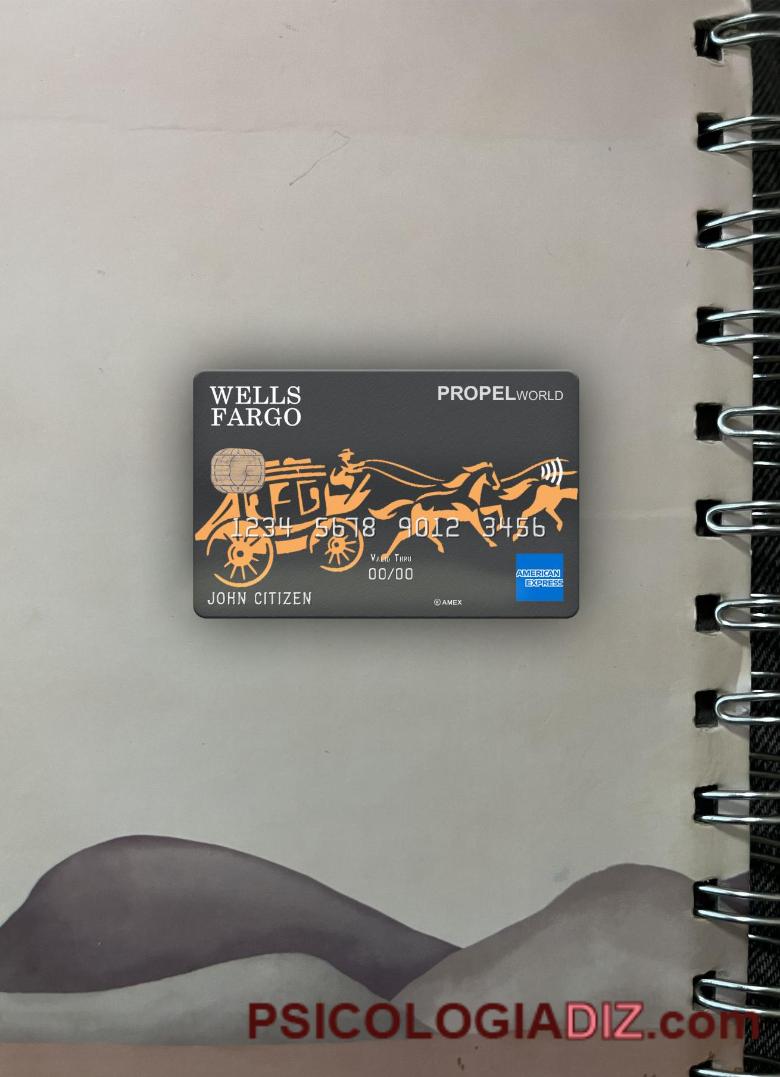 WELLS
FARGO
PROPELWORLD
1234 5678 9012 3456
VALID THRU
00/00
JOHN CITIZEN
© AMEX
AMERICAN
EXPRESS
PSICOLOGIADIZ.com